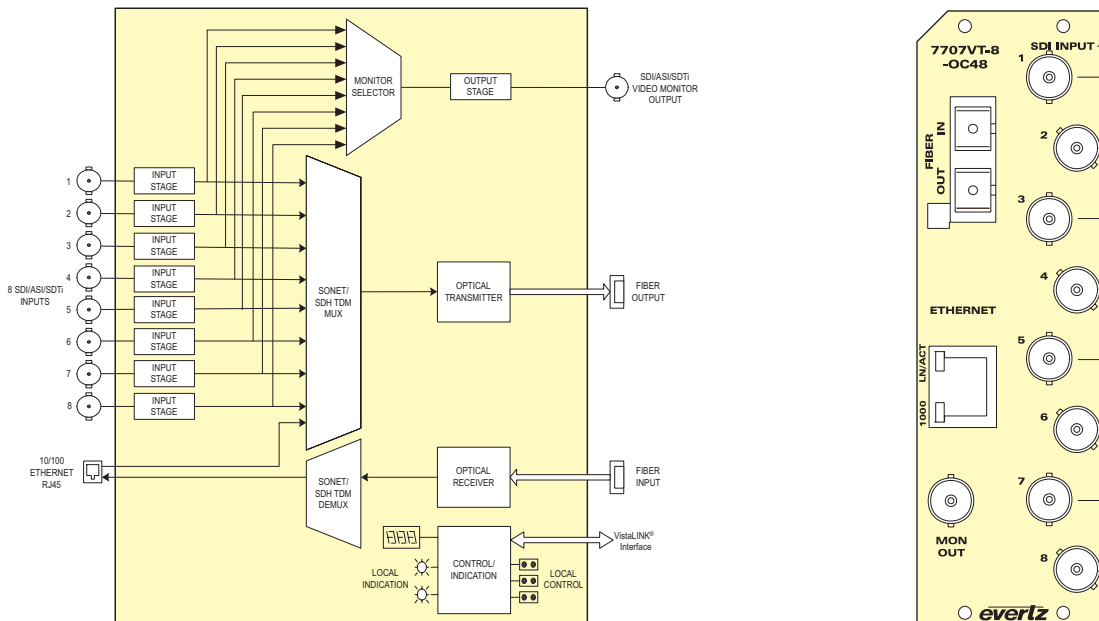 MONITOR
SELECTOR
OUTPUT
STAGE
SDI/ASI/SDTi
VIDEO MONITOR
OUTPUT
8 SDI/ASI/SDTi
INPUTS
1
INPUT
STAGE
2
INPUT
STAGE
3
INPUT
STAGE
4
INPUT
STAGE
5
INPUT
STAGE
6
INPUT
STAGE
7
INPUT
STAGE
8
INPUT
STAGE
SONET/
SDH TDM
MUX
OPTICAL
TRANSMITTER
FIBER
OUTPUT
10/100
ETHERNET
RJ45
SONET/
SDH TDM
DEMUX
OPTICAL
RECEIVER
FIBER
INPUT
CONTROL/
INDICATION
VistaLINK®
Interface
LOCAL
INDICATION
LOCAL
CONTROL
7707VT-8
-OC48
SDI INPUT
FIBER
IN
OUT
ETHERNET
LN/ACT
1000
MON
OUT
1
2
3
4
5
6
7
8
evertz